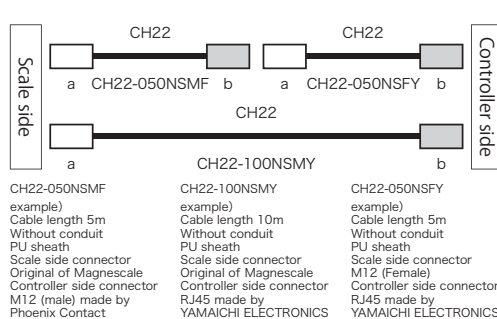 CH22
CH22
Scale side
Controller side
a CH22-050NSMF b
a CH22-050NSFY b
CH22
a CH22-100NSMY b
CH22-050NSMF
example)
Cable length 5m
Without conduit
PU sheath
Scale side connector
Original of Magnescale
Controller side connector
M12 (male) made by
Phoenix Contact
CH22-100NSMY
example)
Cable length 10m
Without conduit
PU sheath
Scale side connector
Original of Magnescale
Controller side connector
RJ45 made by
YAMAICHI ELECTRONICS
CH22-050NSFY
example)
Cable length 5m
Without conduit
PU sheath
Scale side connector
M12 (Female)
Controller side connector
RJ45 made by
YAMAICHI ELECTRONICS